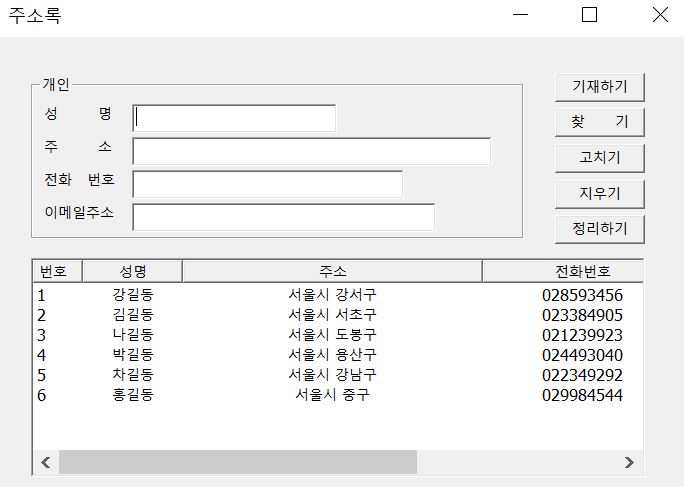 주소록
개인
성 명
주 소
전화 번호
이메일주소
기재하기
찾 기
고치기
지우기
정리하기
번호 성명 주소 전화번호
1 강길동 서울시 강서구 028593456
2 김길동 서울시 서초구 023384905
3 나길동 서울시 도봉구 021239923
4 박길동 서울시 용산구 024493040
5 차길동 서울시 강남구 022349292
6 홍길동 서울시 중구 029984544